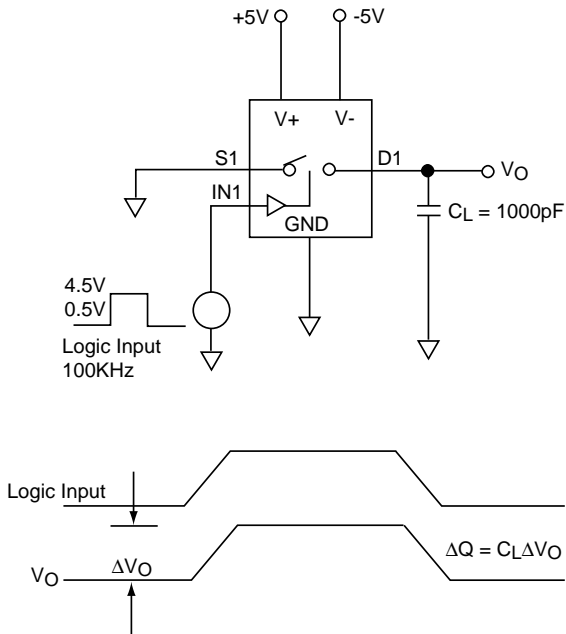 +5V
-5V
V+
V-
S1
D1
VO
IN1
GND
CL = 1000pF
4.5V
0.5V
Logic Input
100KHz
Logic Input
ΔQ = CLΔVO
VO
ΔVO